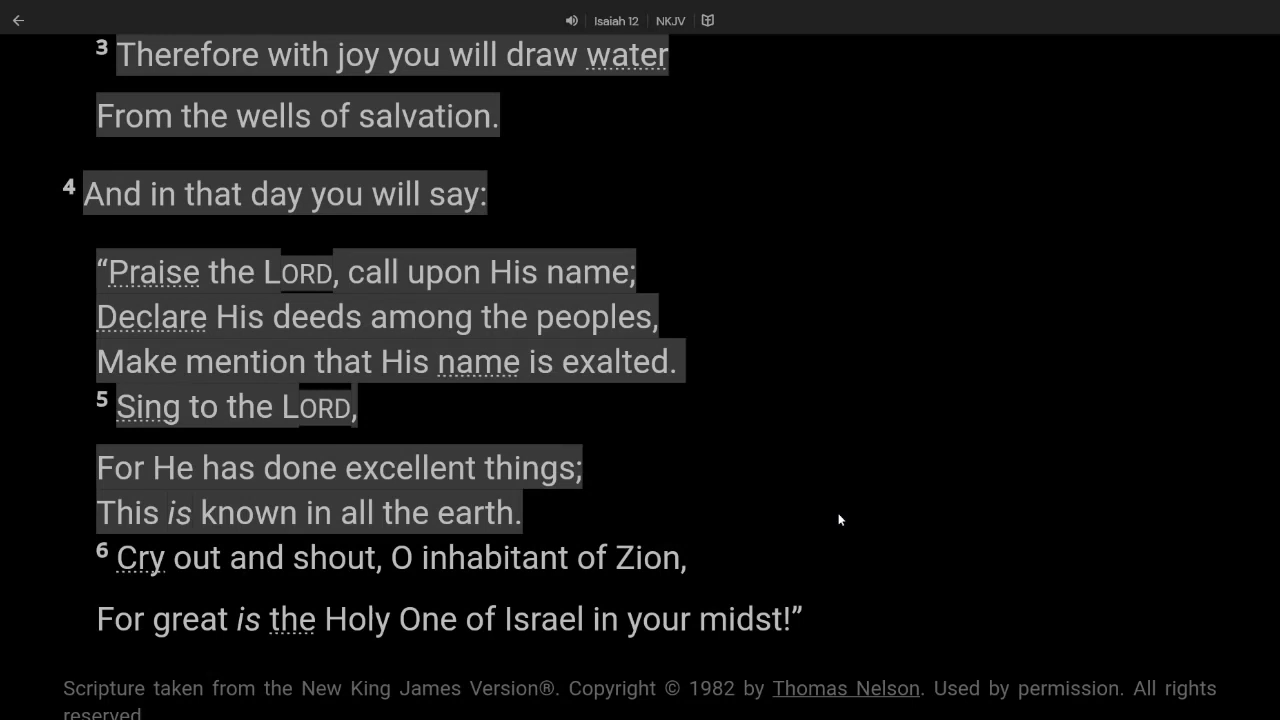 Isaiah 12 NKJV
3 Therefore with joy you will draw water
From the wells of salvation.
4 And in that day you will say:
“Praise the LORD, call upon His name;
Declare His deeds among the peoples,
Make mention that His name is exalted.
5 Sing to the LORD,
For He has done excellent things;
This is known in all the earth.
6 Cry out and shout, O inhabitant of Zion,
For great is the Holy One of Israel in your midst!”
Scripture taken from the New King James Version®. Copyright © 1982 by Thomas Nelson. Used by permission. All rights
reserved.